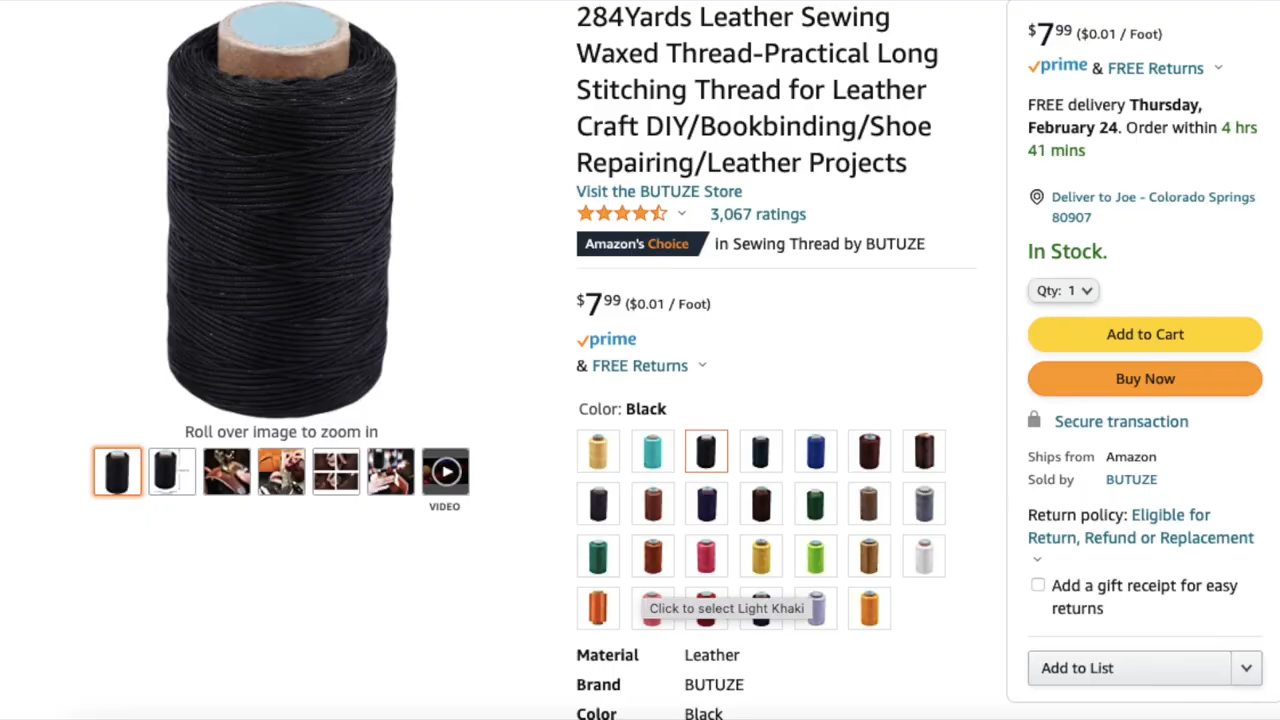 284Yards Leather Sewing
Waxed Thread-Practical Long
Stitching Thread for Leather
Craft DIY/Bookbinding/Shoe
Repairing/Leather Projects
Visit the BUTUZE Store
3,067 ratings
Amazon's Choice in Sewing Thread by BUTUZE
$7 99 ($0.01 / Foot)
prime
& FREE Returns
Color: Black
Click to select Light Khaki
Material Leather
Brand BUTUZE
Color Black
Roll over image to zoom in
VIDEO
$7 99 ($0.01 / Foot)
prime & FREE Returns
FREE delivery Thursday,
February 24. Order within 4 hrs
41 mins
Deliver to Joe - Colorado Springs
80907
In Stock.
Qty: 1
Add to Cart
Buy Now
Secure transaction
Ships from Amazon
Sold by BUTUZE
Return policy: Eligible for
Return, Refund or Replacement
Add a gift receipt for easy
returns
Add to List